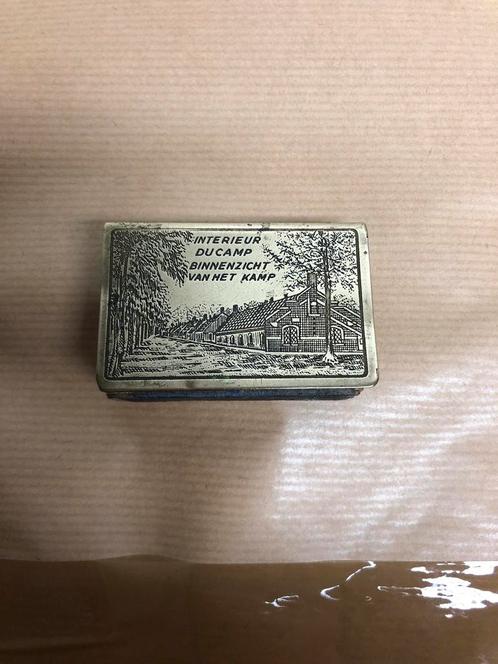 INTERIEUR
DU CAMP
BINNENZICHT
VAN HET KAMP